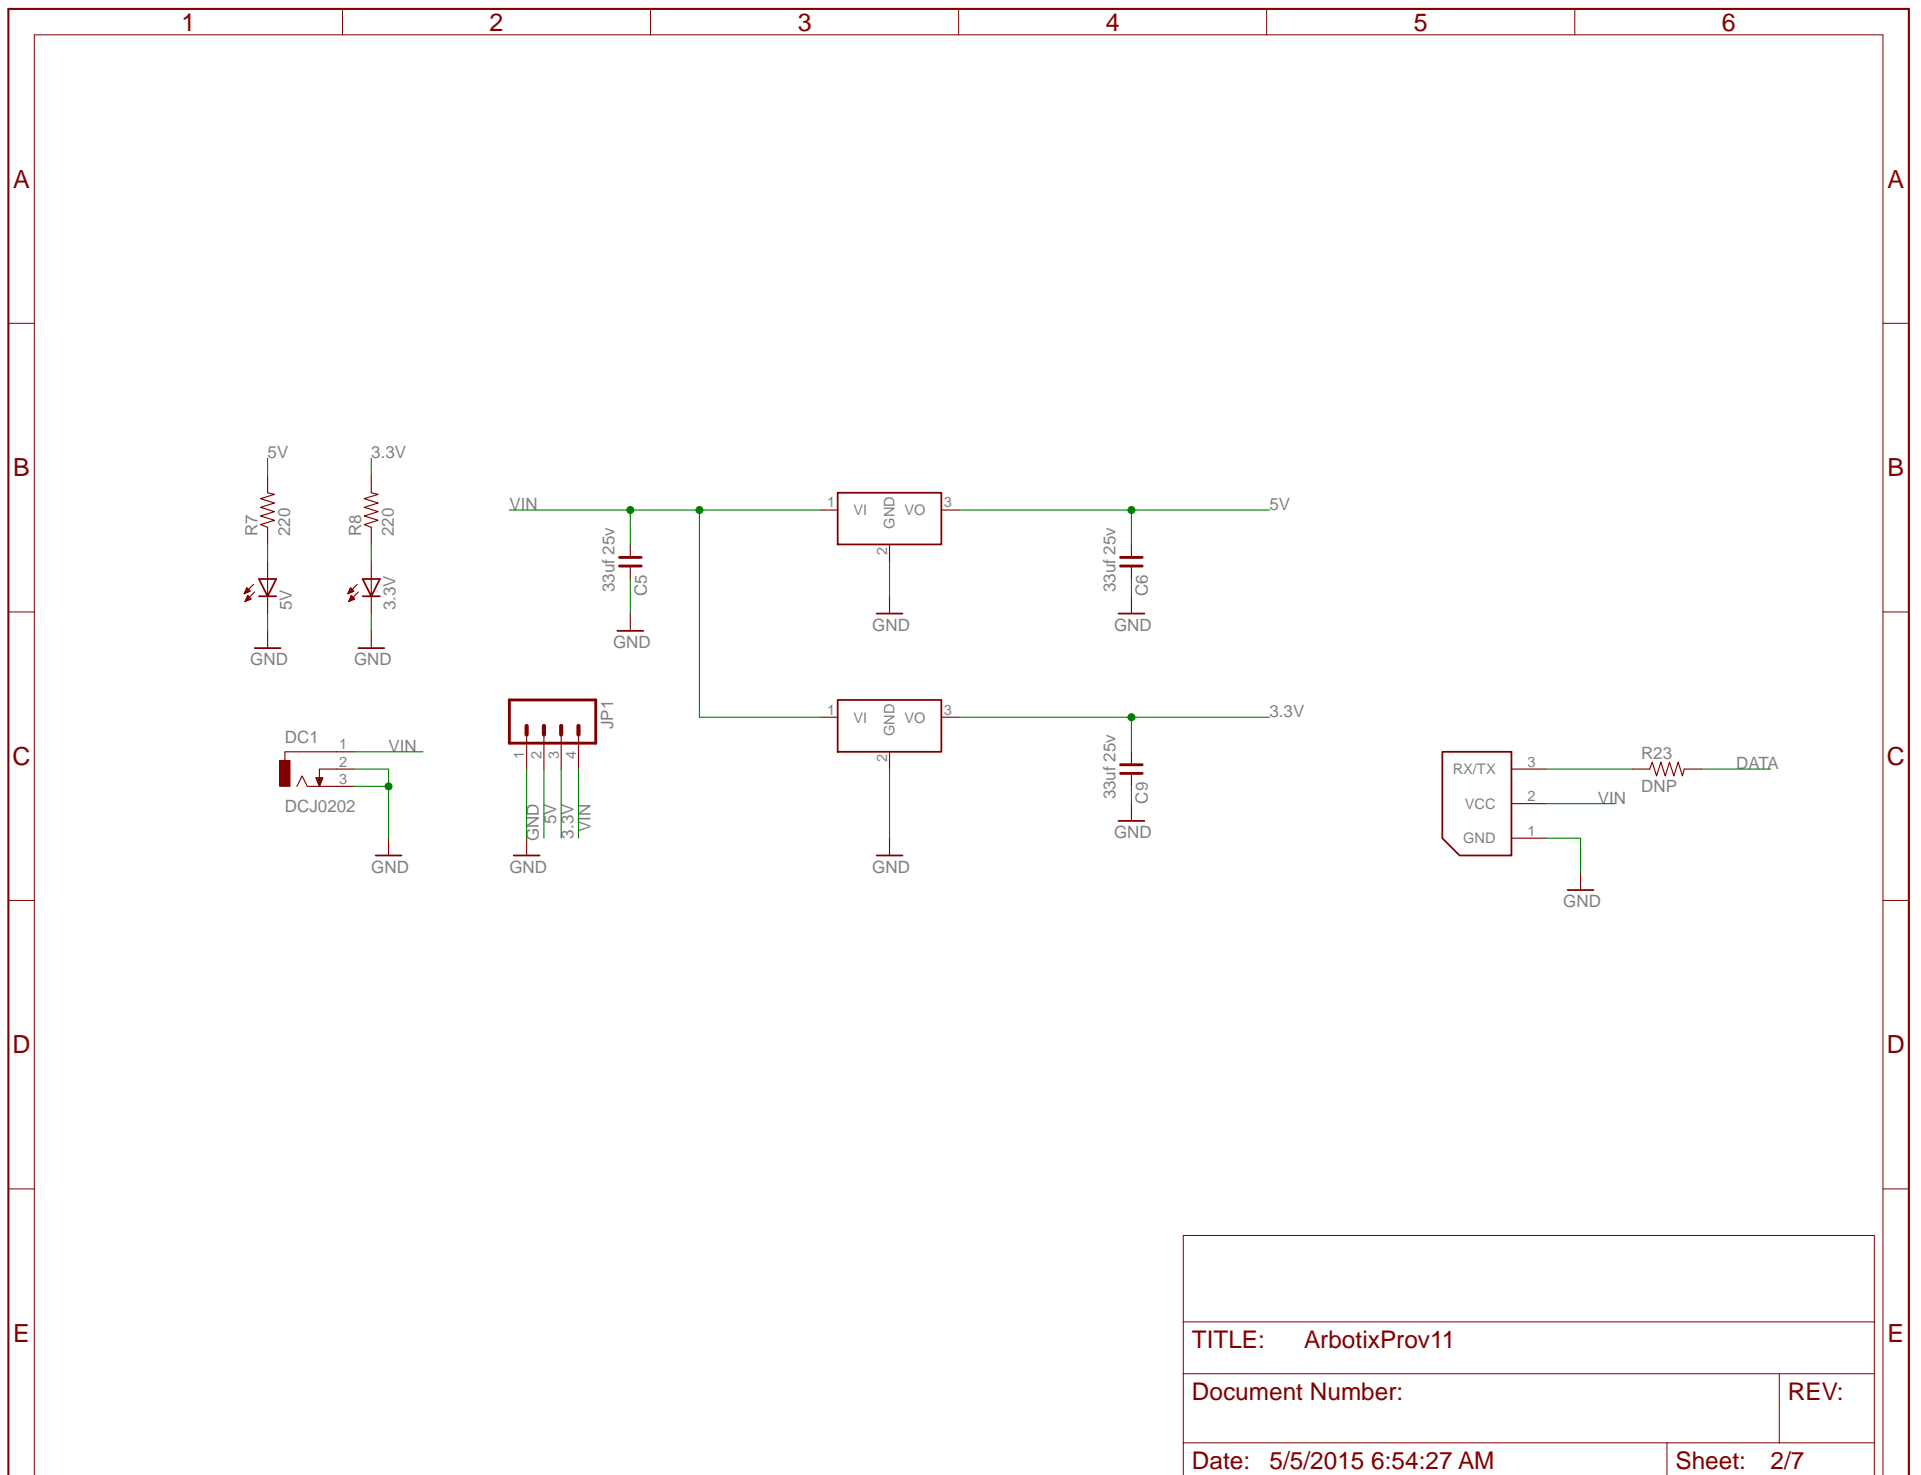 1 2 3 4 5 6
A A
B B
C C
D D
E E
5V
R7
220
5V
GND
3.3V
R8
220
3.3V
GND
VIN
33uf 25v
C5
GND
1 VI GND VO 3
2
GND
5V
33uf 25v
C6
GND
1 VI GND VO 3
2
GND
3.3V
33uf 25v
C9
GND
DC1
1 VIN
2
3
DCJ0202
GND
JP1
1 2 3 4
GND 5V 3.3V VIN
GND
RX/TX 3 R23 DATA
DNP
VCC 2 VIN
GND 1
GND
TITLE: ArbotixProv11
Document Number: REV:
Date: 5/5/2015 6:54:27 AM Sheet: 2/7